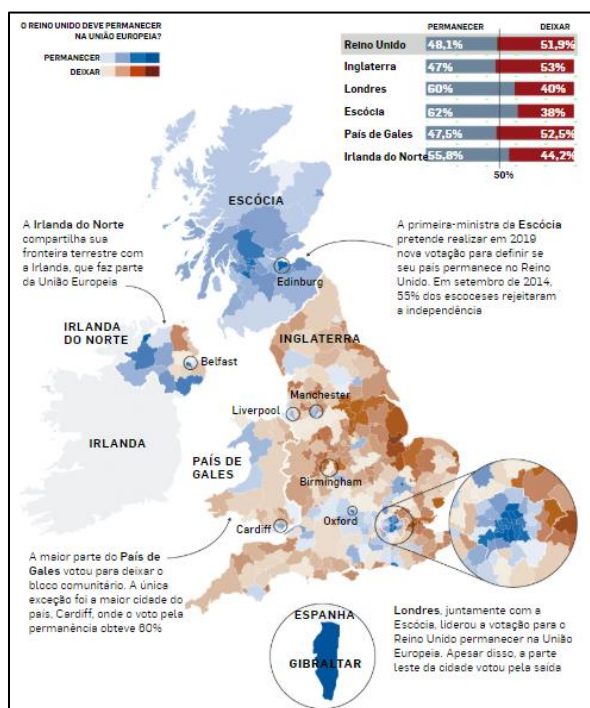 O REINO UNIDO DEVE PERMANECER
NA UNIÃO EUROPEIA?
PERMANECER
DEIXAR
PERMANECER DEIXAR
Reino Unido 48,1% 51,9%
Inglaterra 47% 53%
Londres 60% 40%
Escócia 62% 38%
País de Gales 47,5% 52,5%
Irlanda do Norte 55,8% 44,2%
50%
ESCÓCIA
A Irlanda do Norte
compartilha sua
fronteira terrestre com
a Irlanda, que faz parte
da União Europeia
A primeira-ministra da Escócia
pretende realizar em 2019
nova votação para definir se
seu país permanece no Reino
Unido. Em setembro de 2014,
55% dos escoceses rejeitaram
a independência
Edinburg
IRLANDA
DO NORTE
INGLATERRA
Belfast
Manchester
Liverpool
IRLANDA
PAÍS DE
GALES
Birmingham
Oxford
Cardiff
A maior parte do País de
Gales votou para deixar o
bloco comunitário. A única
exceção foi a maior cidade do
país, Cardiff, onde o voto pela
permanência obteve 60%
ESPANHA
GIBRALTAR
Londres, juntamente com a
Escócia, liderou a votação para o
Reino Unido permanecer na União
Europeia. Apesar disso, a parte
leste da cidade votou pela saída